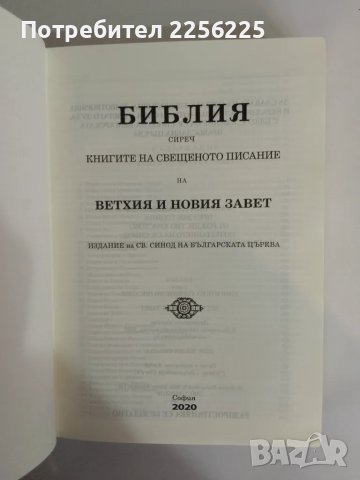 Потребител 2256225
БИБЛИЯ
СИРЕЧ
КНИГИТЕ НА СВЕЩЕНОТО ПИСАНИЕ
НА
ВЕТХИЯ И НОВИЯ ЗАВЕТ
ИЗДАНИЕ на СВ. СИНОД НА БЪЛГАРСКАТА ЦЪРКВА
София
2020
BAZAR